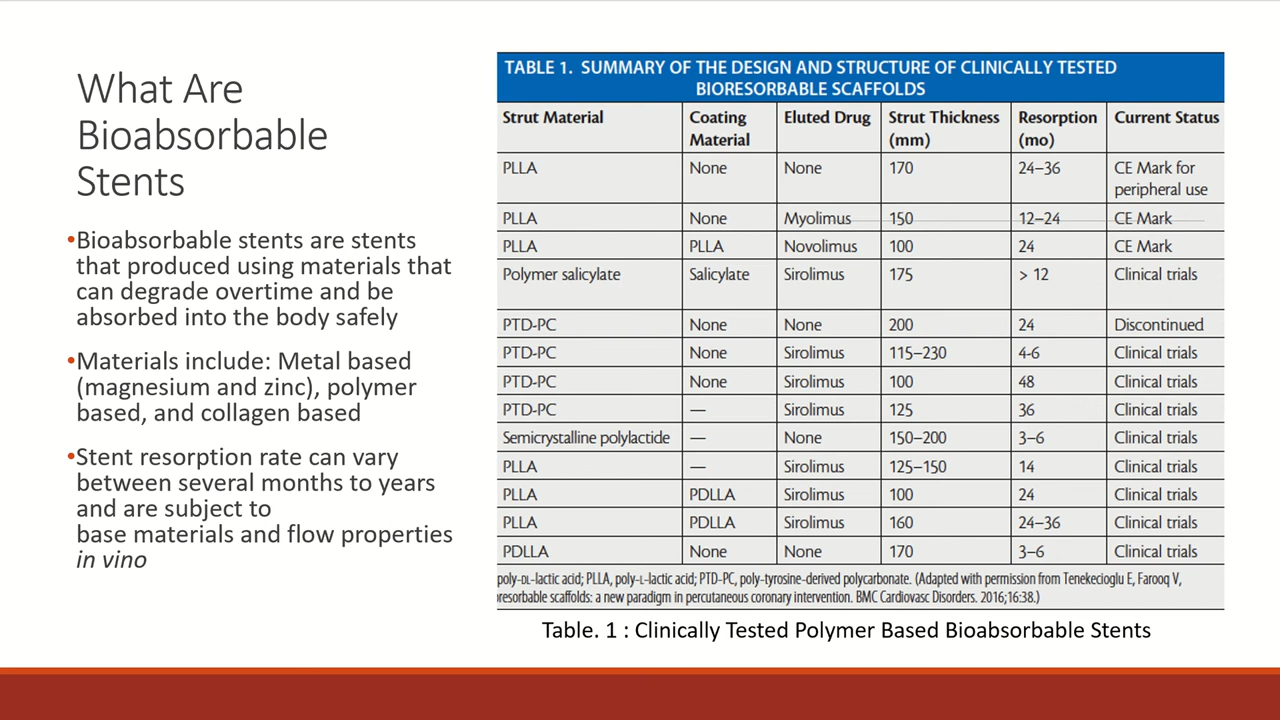 What Are
Bioabsorbable
Stents
•Bioabsorbable stents are stents
that produced using materials that
can degrade overtime and be
absorbed into the body safely
•Materials include: Metal based
(magnesium and zinc), polymer
based, and collagen based
•Stent resorption rate can vary
between several months to years
and are subject to
base materials and flow properties
in vino
TABLE 1. SUMMARY OF THE DESIGN AND STRUCTURE OF CLINICALLY TESTED
BIORESORBABLE SCAFFOLDS
Strut Material Coating Material Eluted Drug Strut Thickness (mm) Resorption (mo) Current Status
PLLA None None 170 24–36 CE Mark for peripheral use
PLLA None Myolimus 150 12–24 CE Mark
PLLA PLLA Novolimus 100 24 CE Mark
Polymer salicylate Salicylate Sirolimus 175 > 12 Clinical trials
PTD-PC None None 200 24 Discontinued
PTD-PC None Sirolimus 115–230 4-6 Clinical trials
PTD-PC None Sirolimus 100 48 Clinical trials
PTD-PC — Sirolimus 125 36 Clinical trials
Semicrystalline polylactide — None 150–200 3–6 Clinical trials
PLLA — Sirolimus 125–150 14 Clinical trials
PLLA PDLLA Sirolimus 100 24 Clinical trials
PLLA PDLLA Sirolimus 160 24–36 Clinical trials
PDLLA None None 170 3–6 Clinical trials
poly-DL-lactic acid; PLLA, poly-L-lactic acid; PTD-PC, poly-tyrosine-derived polycarbonate. (Adapted with permission from Tenekecioglu E, Farooq V,
resorbable scaffolds: a new paradigm in percutaneous coronary intervention. BMC Cardiovasc Disorders. 2016;16:38.)
Table. 1 : Clinically Tested Polymer Based Bioabsorbable Stents